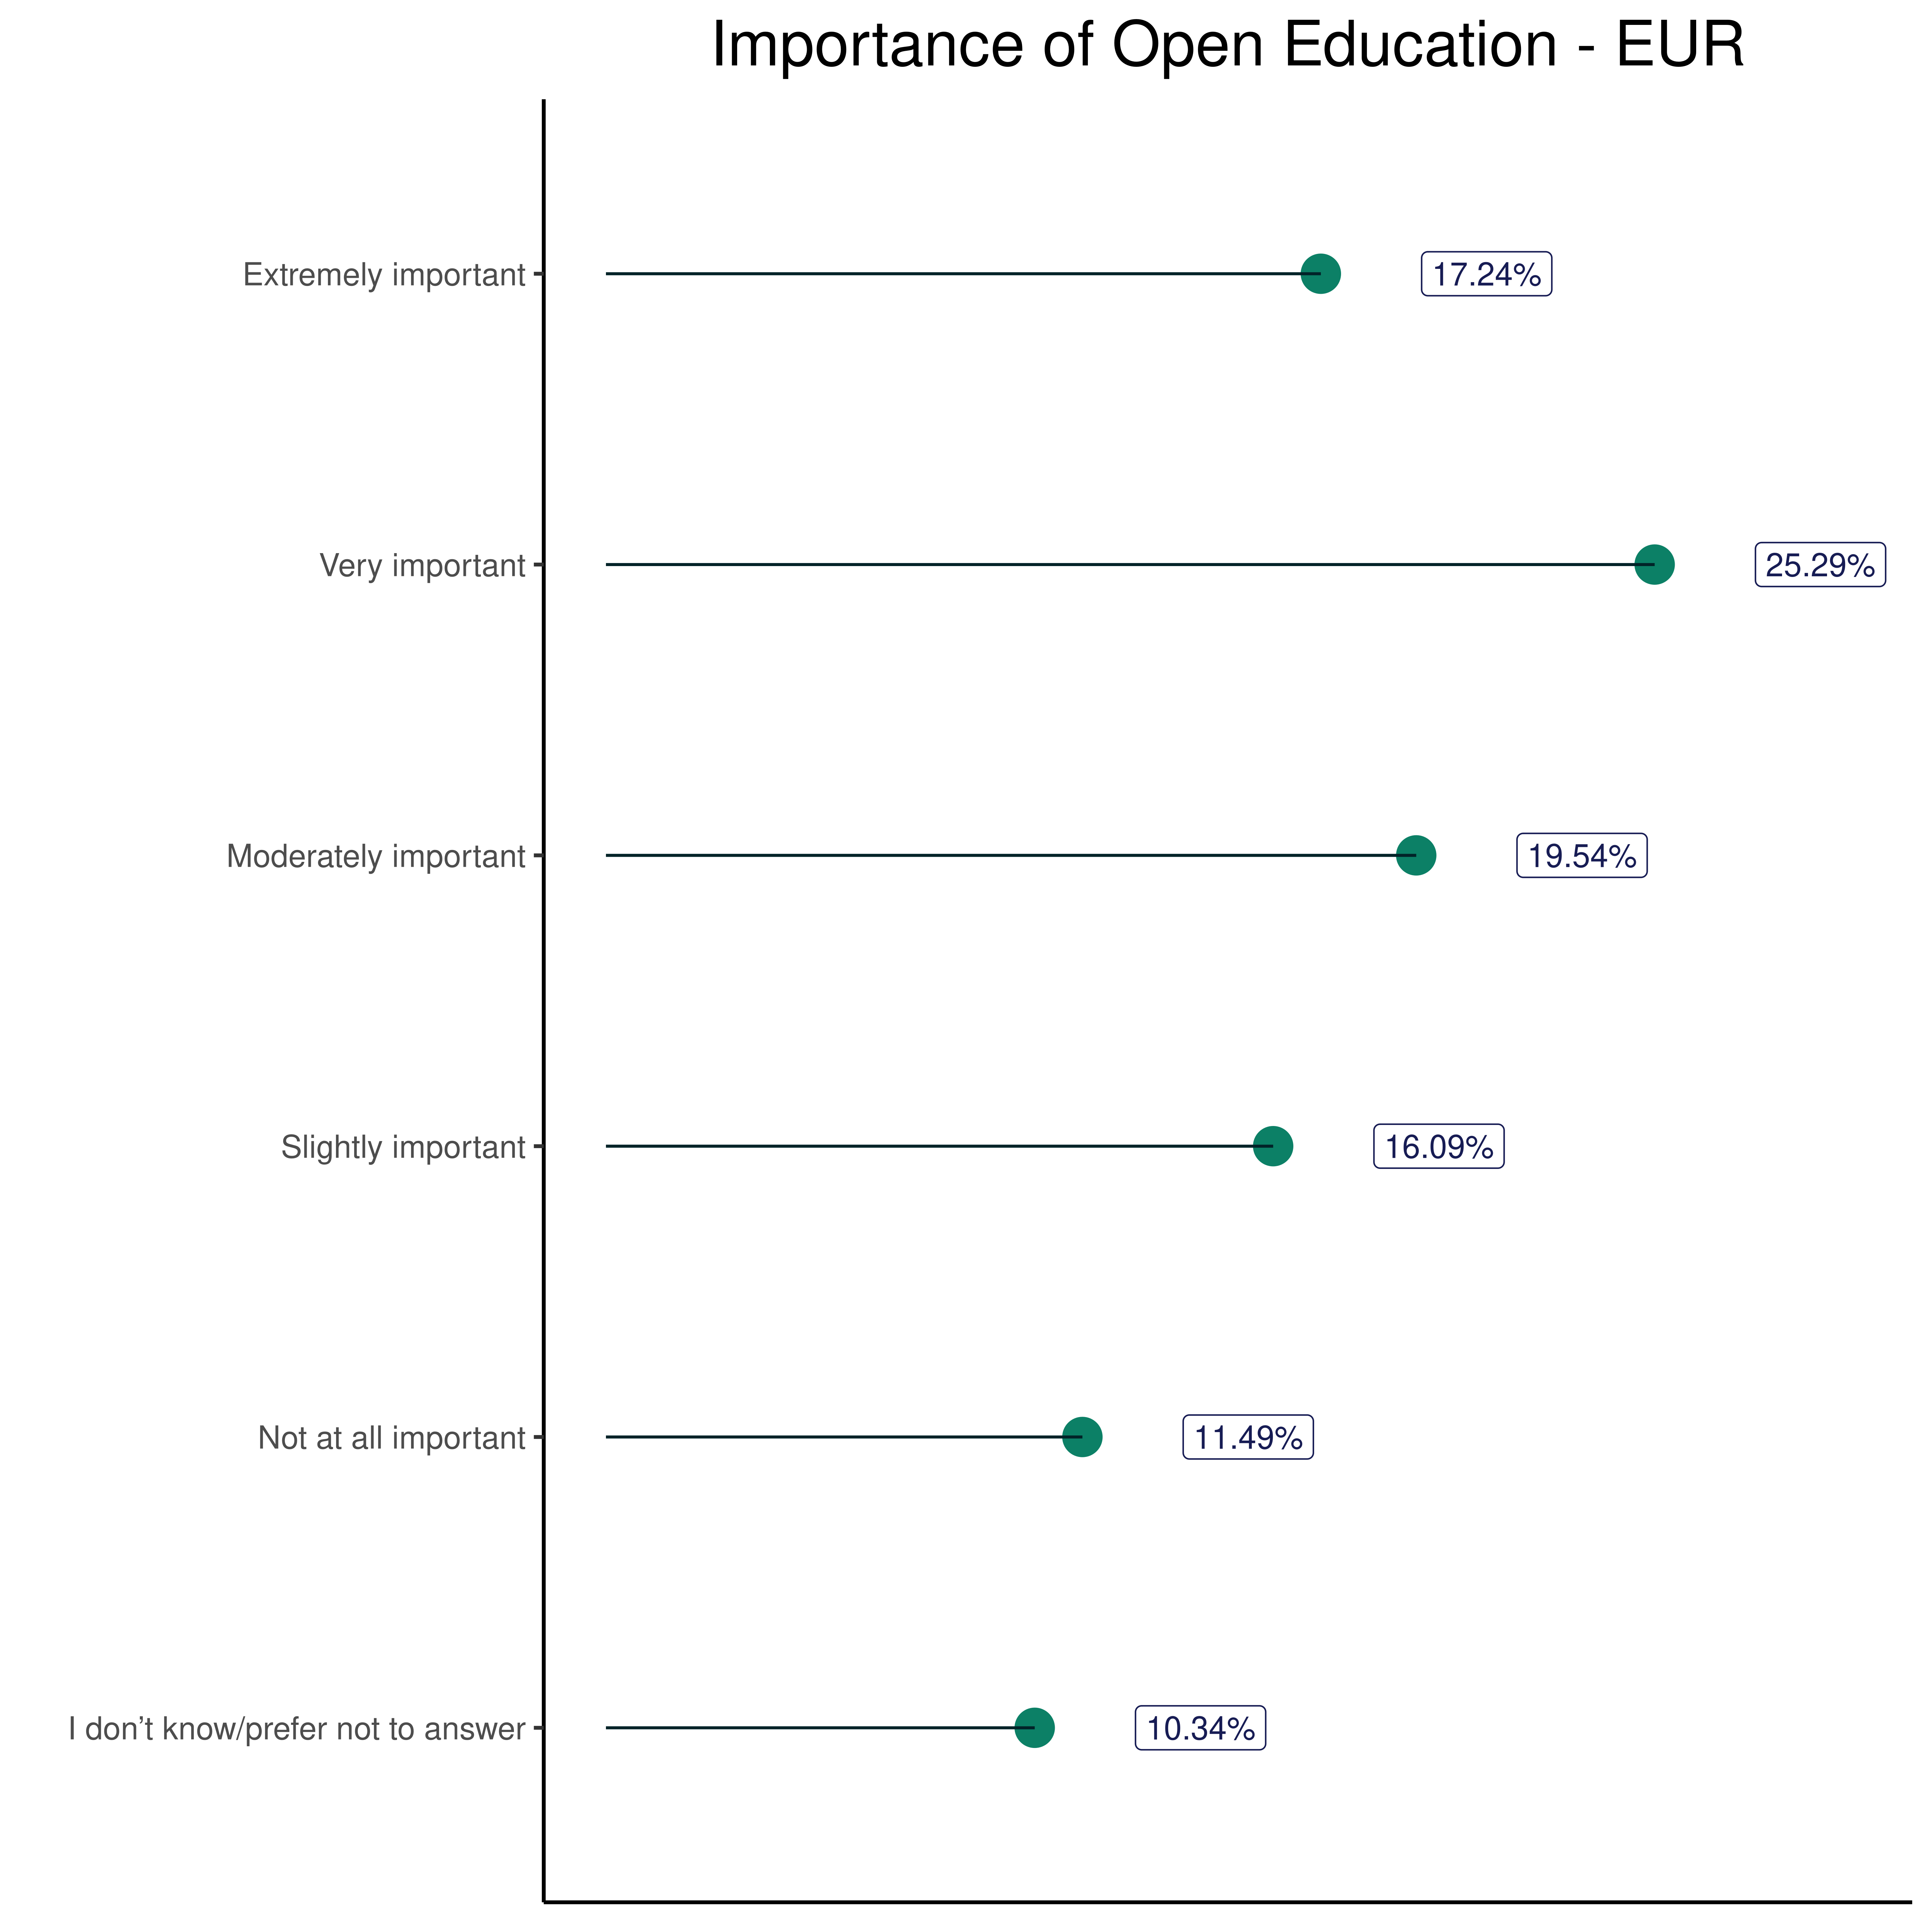 Importance of Open Education - EUR
Extremely important 17.24%
Very important 25.29%
Moderately important 19.54%
Slightly important 16.09%
Not at all important 11.49%
I don’t know/prefer not to answer 10.34%